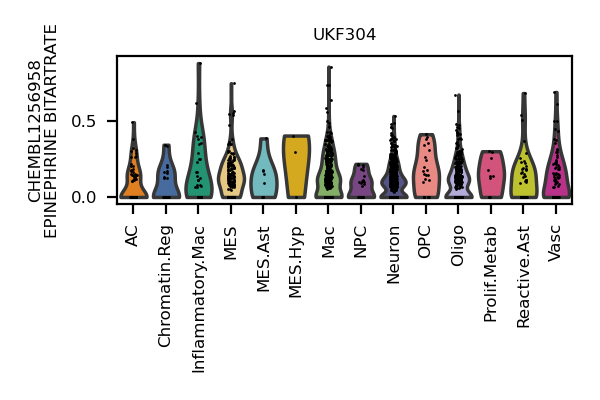 UKF304
CHEMBL1256958
EPINEPHRINE BITARTRATE
0.5
0.0
AC
Chromatin.Reg
Inflammatory.Mac
MES
MES.Ast
MES.Hyp
Mac
NPC
Neuron
OPC
Oligo
Prolif.Metab
Reactive.Ast
Vasc